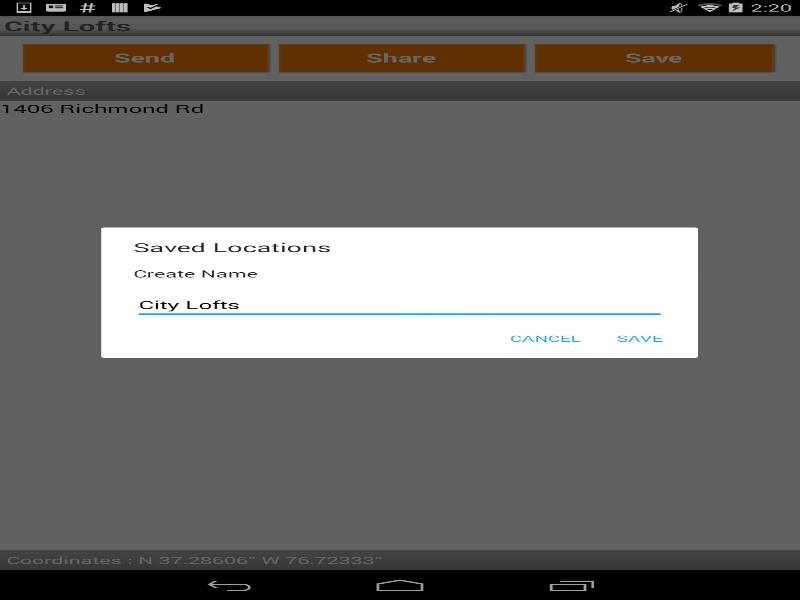 2:20
City Lofts
Send Share Save
Address
1406 Richmond Rd
Saved Locations
Create Name
City Lofts
CANCEL SAVE
Coordinates : N 37.28606° W 76.72333°